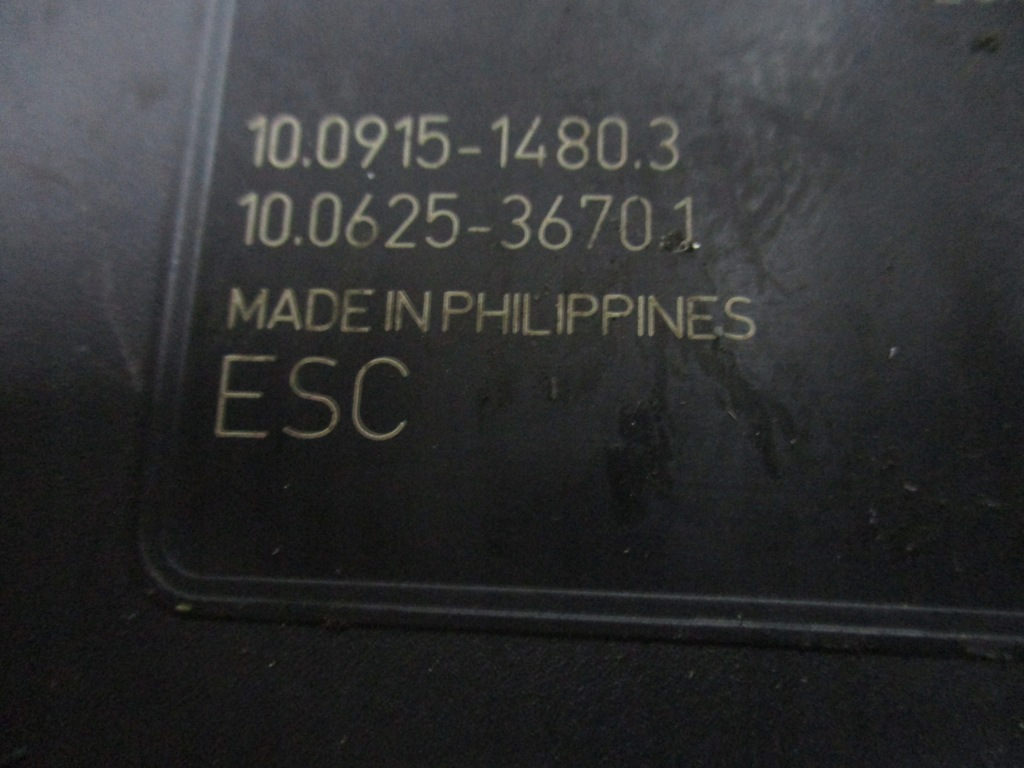 10.0915-1480.3
10.0625-3670.1
MADE IN PHILIPPINES
ESC